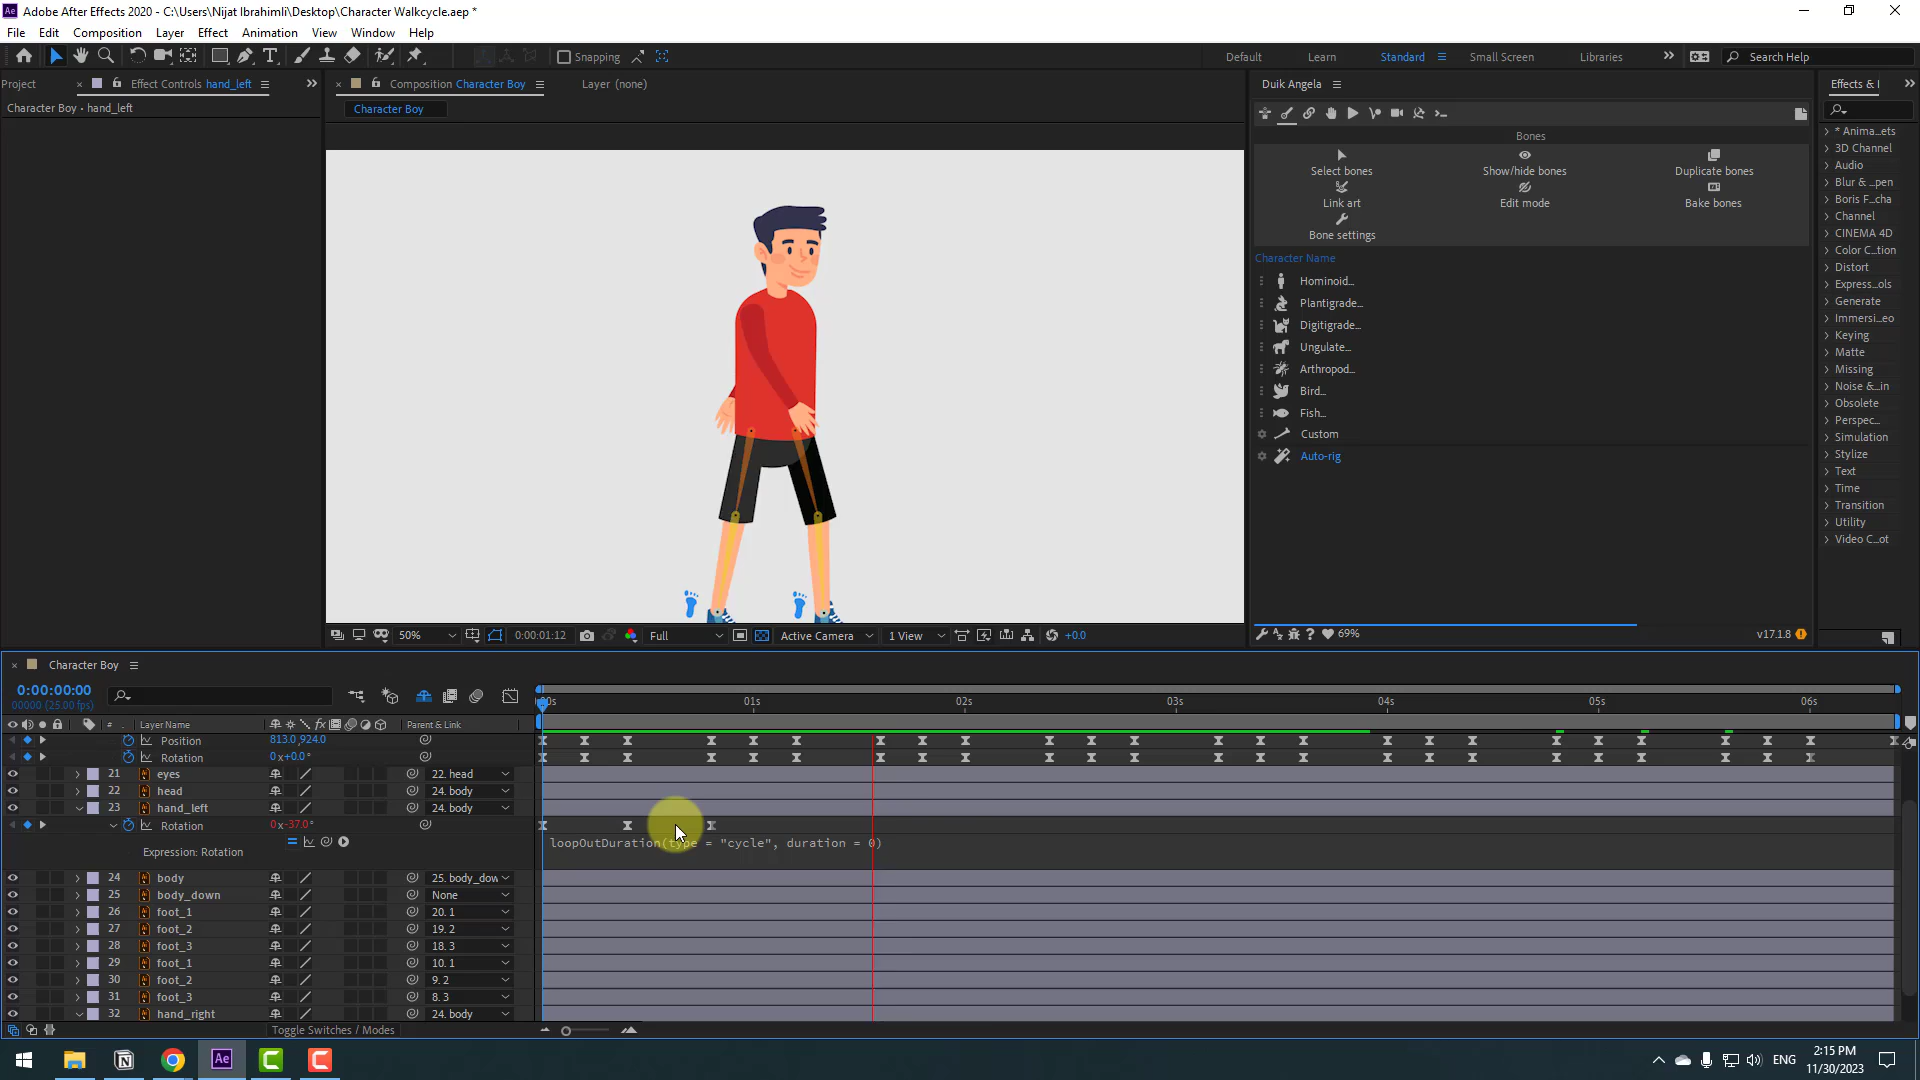 Adobe After Effects 2020 - C:\Users\Nijat Ibrahimli\Desktop\Character Walkcycle.aep *
File Edit Composition Layer Effect Animation View Window Help
Snapping
Default Learn Standard Small Screen Libraries Search Help
Project Effect Controls hand_left
Character Boy - hand_left
Composition Character Boy Layer (none)
Character Boy
Duik Angela
Bones
Select bones Show/hide bones Duplicate bones
Link art Edit mode Bake bones
Bone settings
Character Name
Hominoid...
Plantigrade...
Digitigrade...
Ungulate...
Arthropod...
Bird...
Fish...
Custom
Auto-rig
69% v17.1.8
Effects & I
* Anima...ets
3D Channel
Audio
Blur & ...pen
Boris F...cha
Channel
CINEMA 4D
Color C...tion
Distort
Express...ols
Generate
Immersi...eo
Keying
Matte
Missing
Noise &...in
Obsolete
Perspec...
Simulation
Stylize
Text
Time
Transition
Utility
Video C...ot
50% 0:00:01:12 Full Active Camera 1 View +0.0
Character Boy
0:00:00:00
00000 (25.00 fps)
01s 02s 03s 04s 05s 06s
# Layer Name Parent & Link
Position 813.0,924.0
Rotation 0x+0.0°
21 eyes 22. head
22 head 24. body
23 hand_left 24. body
Rotation 0x-37.0°
loopOutDuration(type = "cycle", duration = 0)
Expression: Rotation
24 body 25. body_dow
25 body_down None
26 foot_1 20. 1
27 foot_2 19. 2
28 foot_3 18. 3
29 foot_1 10. 1
30 foot_2 9. 2
31 foot_3 8. 3
32 hand_right 24. body
Toggle Switches / Modes
ENG
2:15 PM
11/30/2023